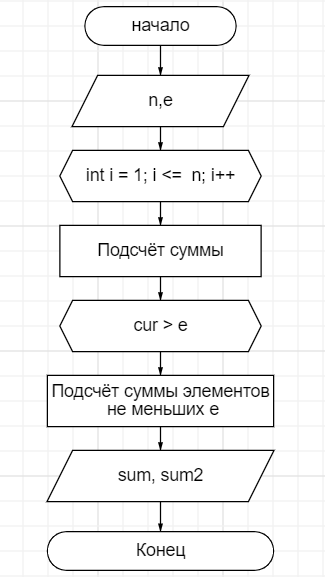 начало
n,e
int i = 1; i <= n; i++
Подсчёт суммы
cur > e
Подсчёт суммы элементов
не меньших e
sum, sum2
Конец